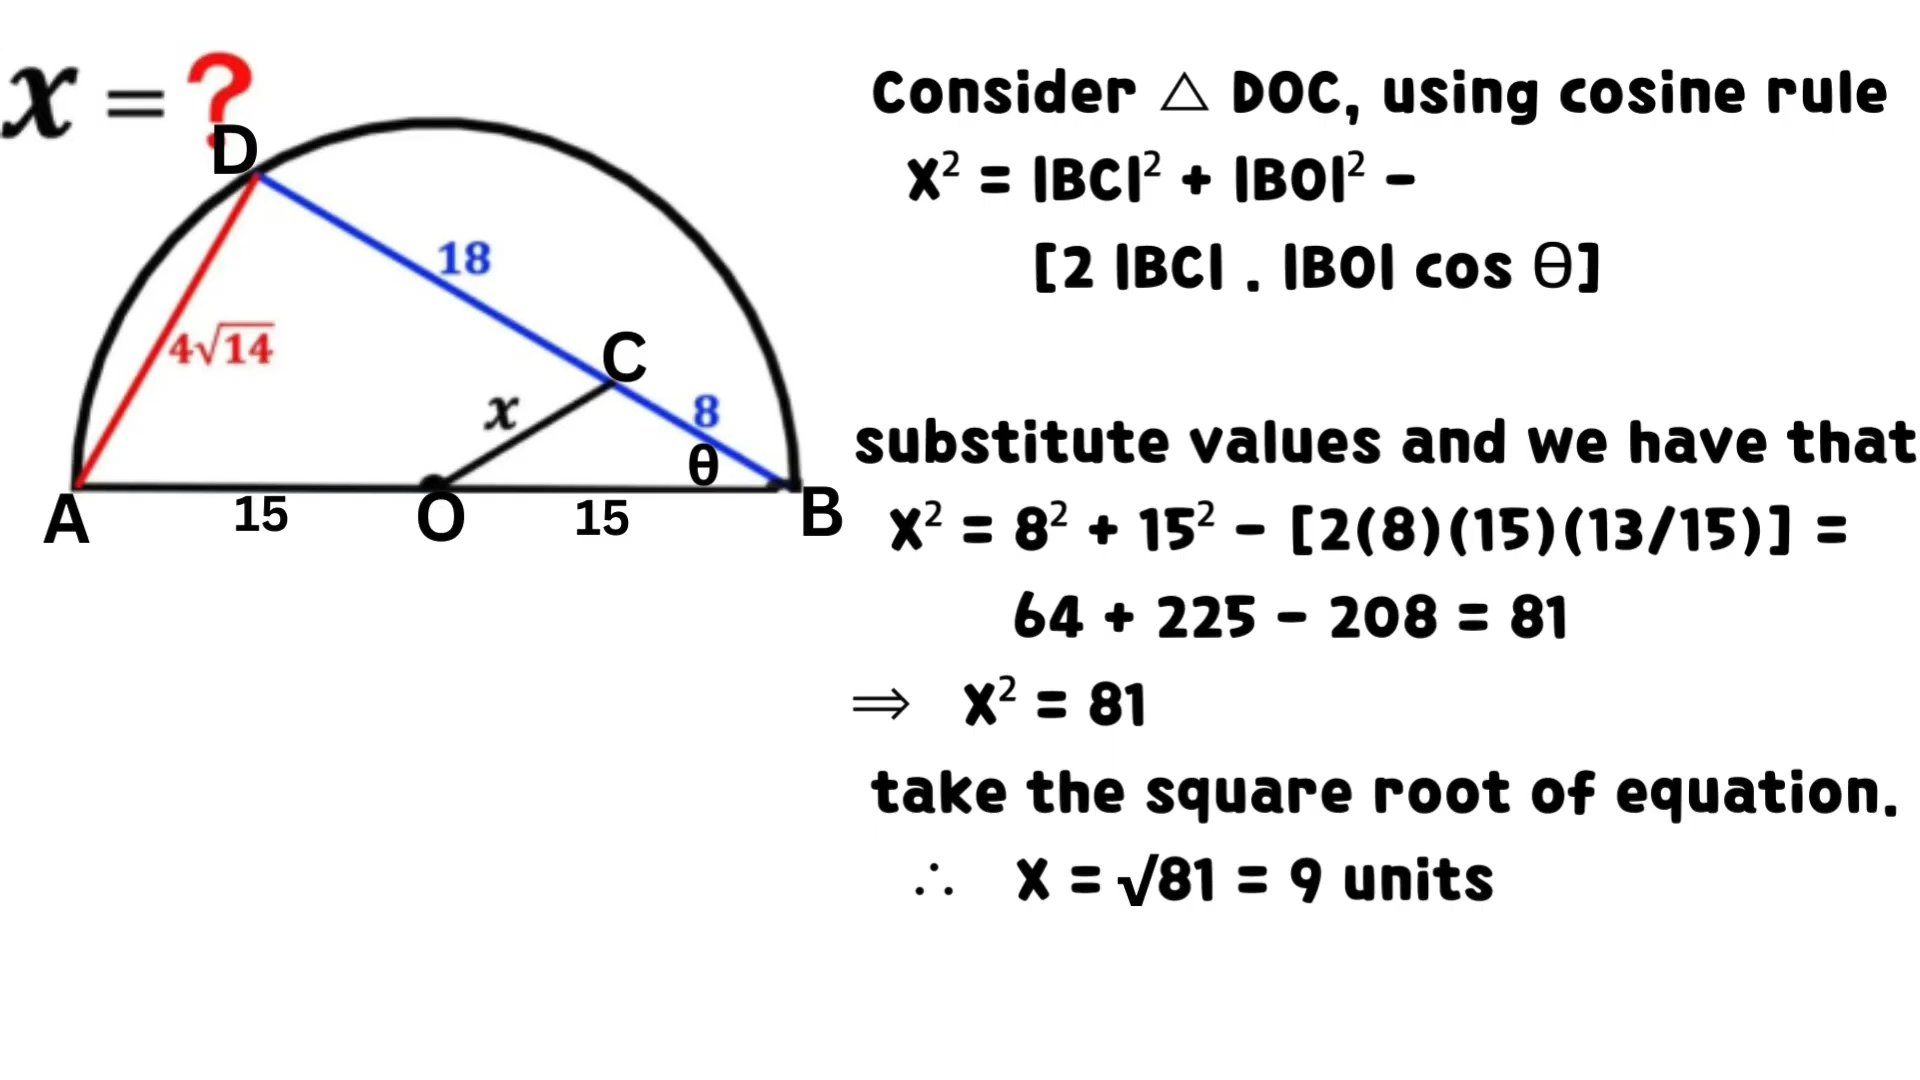 x = ?
D
18
4√14
C
x
8
θ
A
15
O
15
B
Consider △ DOC, using cosine rule
X² = |BC|² + |BO|² -
[2 |BC| . |BO| cos θ]
substitute values and we have that
X² = 8² + 15² - [2(8)(15)(13/15)] =
64 + 225 - 208 = 81
⇒ X² = 81
take the square root of equation.
∴ X = √81 = 9 units